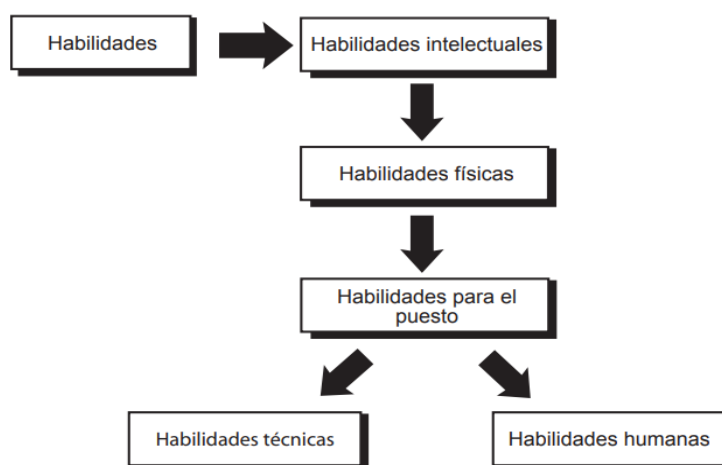 Habilidades
Habilidades intelectuales
Habilidades físicas
Habilidades para el
puesto
Habilidades técnicas
Habilidades humanas